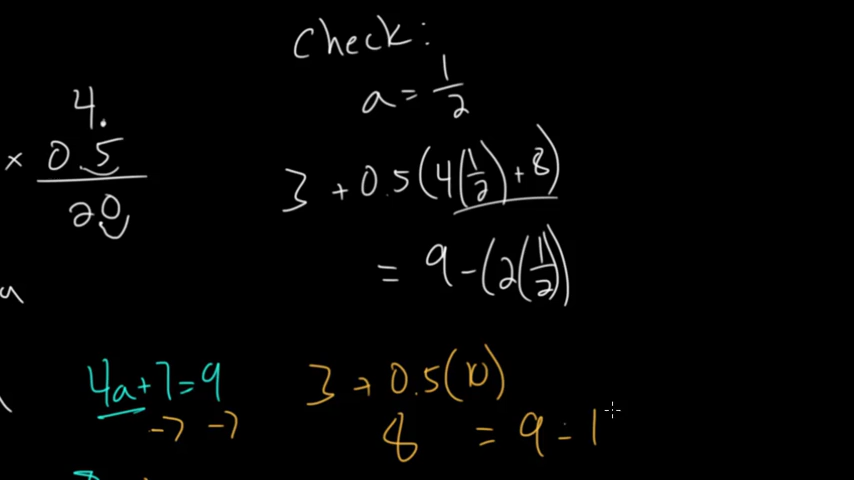 Check:
a = 1/2
4.
× 0.5
20
3 + 0.5(4(1/2)+8)
= 9-(2(1/2))
a
4a+7=9
-7 -7
3 + 0.5(10)
8 = 9-1